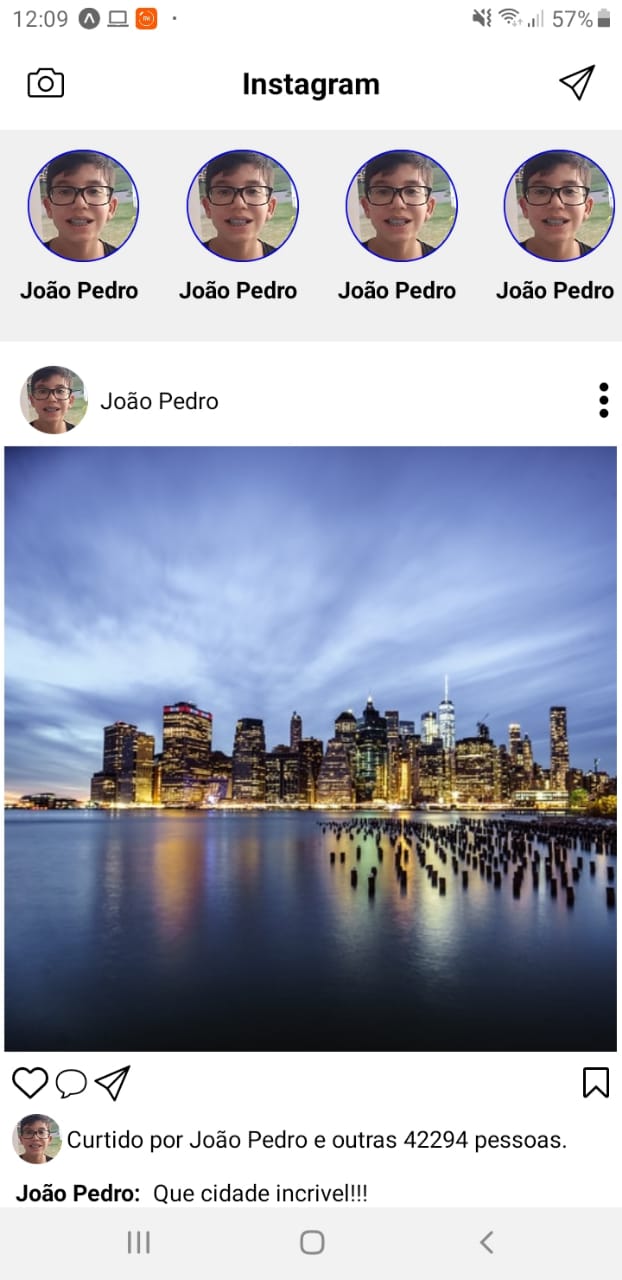 12:09 57%
Instagram
João Pedro João Pedro João Pedro João Pedro
João Pedro
Curtido por João Pedro e outras 42294 pessoas.
João Pedro: Que cidade incrivel!!!